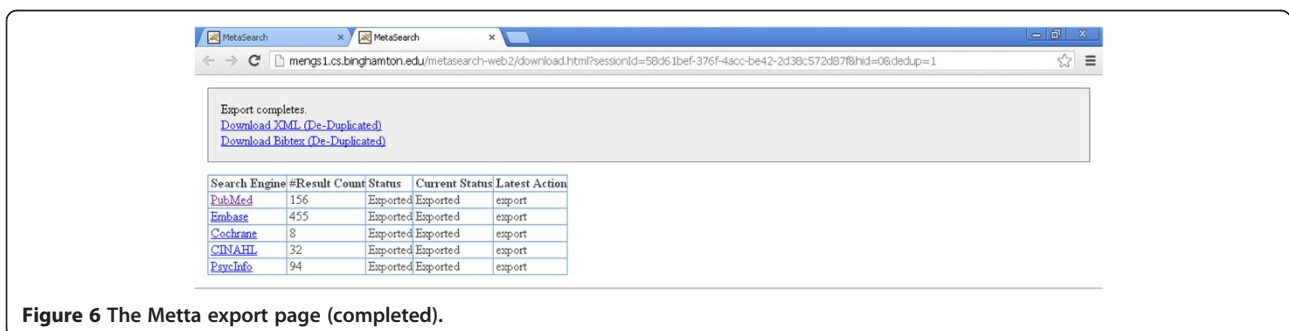 MetaSearch × MetaSearch ×
mengs1.cs.binghamton.edu/metasearch-web2/download.html?sessionId=58d61bef-376f-4acc-be42-2d38c572d87f&hid=0&dedup=1
Export completes.
Download XML (De-Duplicated)
Download Bibtex (De-Duplicated)
Search Engine #Result Count Status Current Status Latest Action
PubMed 156 Exported Exported export
Embase 455 Exported Exported export
Cochrane 8 Exported Exported export
CINAHL 32 Exported Exported export
PsycInfo 94 Exported Exported export
Figure 6 The Metta export page (completed).